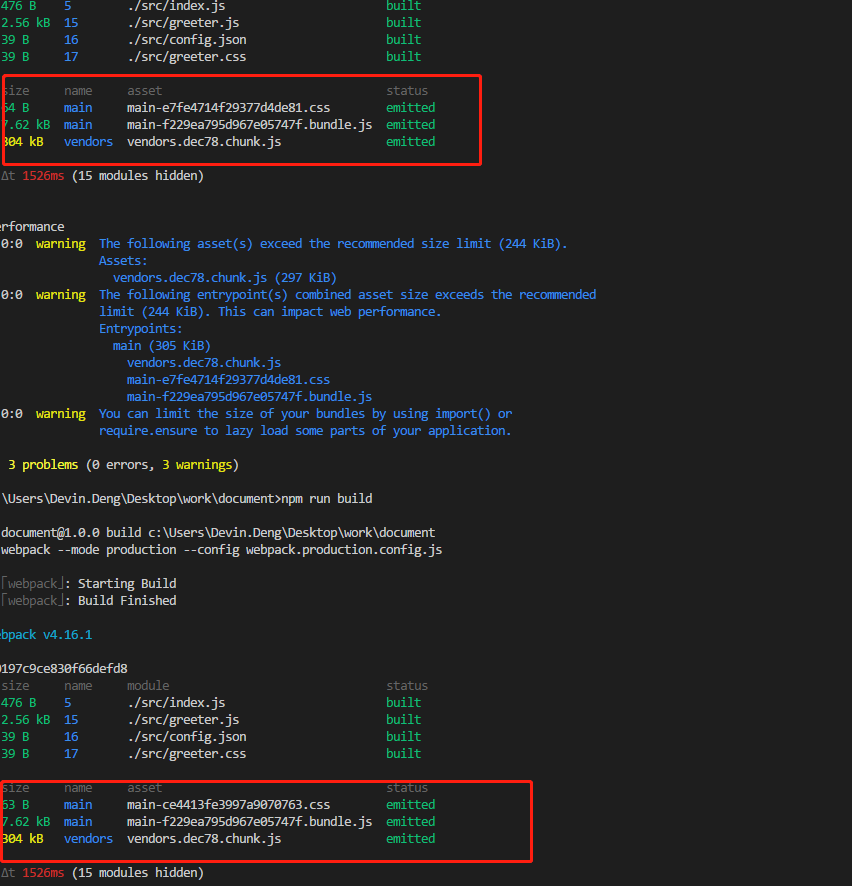 476 B 5 ./src/index.js built
2.56 kB 15 ./src/greeter.js built
39 B 16 ./src/config.json built
39 B 17 ./src/greeter.css built
size name asset status
64 B main main-e7fe4714f29377d4de81.css emitted
7.62 kB main main-f229ea795d967e05747f.bundle.js emitted
304 kB vendors vendors.dec78.chunk.js emitted
Δt 1526ms (15 modules hidden)
erformance
0:0 warning The following asset(s) exceed the recommended size limit (244 KiB).
Assets:
vendors.dec78.chunk.js (297 KiB)
0:0 warning The following entrypoint(s) combined asset size exceeds the recommended
limit (244 KiB). This can impact web performance.
Entrypoints:
main (305 KiB)
vendors.dec78.chunk.js
main-e7fe4714f29377d4de81.css
main-f229ea795d967e05747f.bundle.js
0:0 warning You can limit the size of your bundles by using import() or
require.ensure to lazy load some parts of your application.
3 problems (0 errors, 3 warnings)
\Users\Devin.Deng\Desktop\work\document>npm run build
document@1.0.0 build c:\Users\Devin.Deng\Desktop\work\document
webpack --mode production --config webpack.production.config.js
｢webpack｣: Starting Build
｢webpack｣: Build Finished
ebpack v4.16.1
0197c9ce830f66defd8
size name module status
476 B 5 ./src/index.js built
2.56 kB 15 ./src/greeter.js built
39 B 16 ./src/config.json built
39 B 17 ./src/greeter.css built
size name asset status
63 B main main-ce4413fe3997a9070763.css emitted
7.62 kB main main-f229ea795d967e05747f.bundle.js emitted
304 kB vendors vendors.dec78.chunk.js emitted
Δt 1526ms (15 modules hidden)